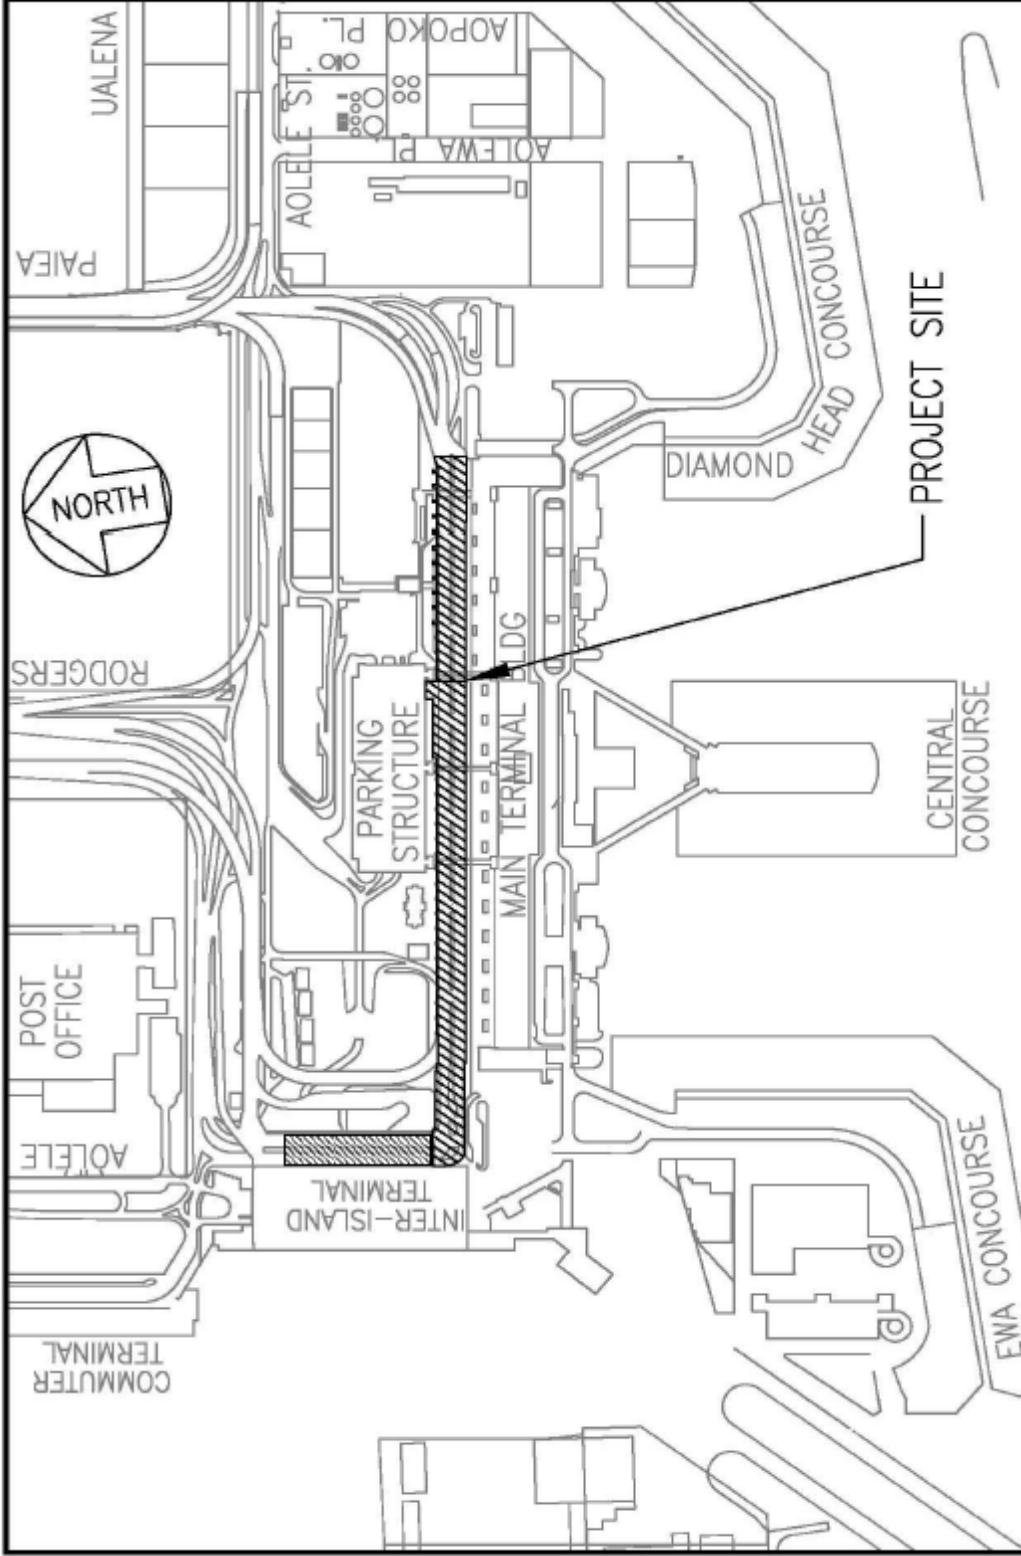 COMMUTER
TERMINAL
AOLELE
POST
OFFICE
RODGERS
NORTH
PAIEA
UALENA
INTER-ISLAND
TERMINAL
PARKING
STRUCTURE
AOLELE ST.
AOPOKO
PL.
AOLEWA PL
MAIN TERMINAL BLDG
DIAMOND HEAD CONCOURSE
EWA CONCOURSE
CENTRAL
CONCOURSE
PROJECT SITE